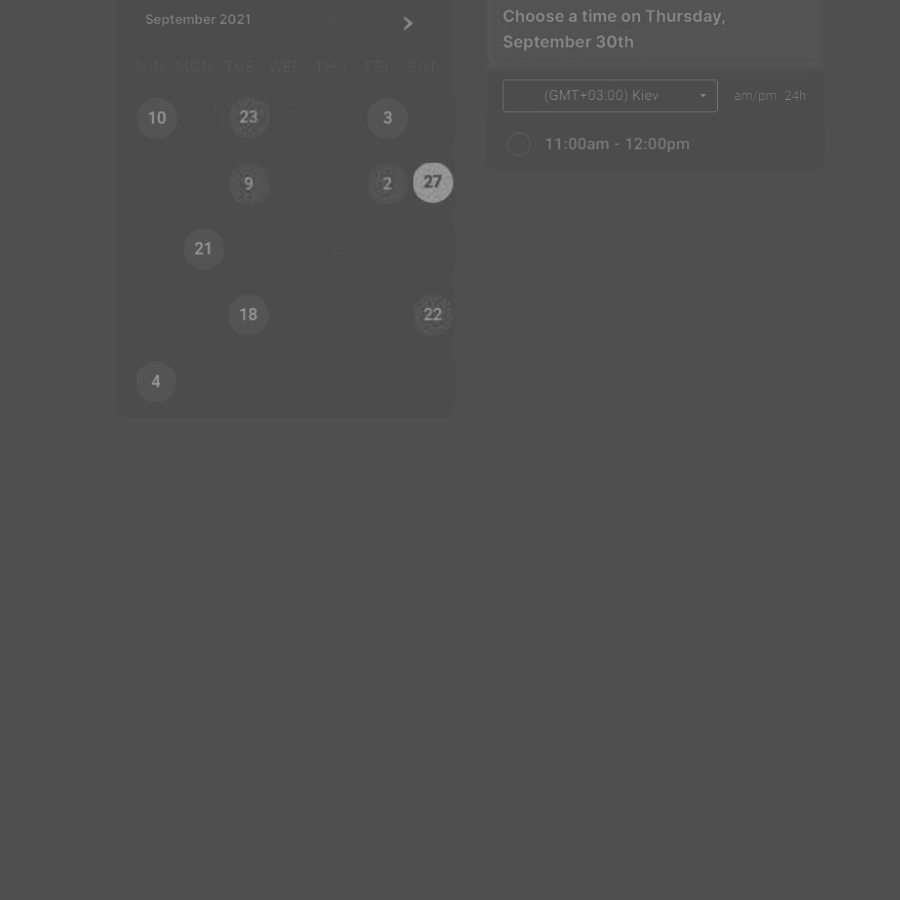 September 2021
SUN MON TUE WED THU FRI SAT
10 23 3
9 2 27
21 25
18 22
4
Choose a time on Thursday,
September 30th
(GMT+03:00) Kiev am/pm 24h
11:00am - 12:00pm